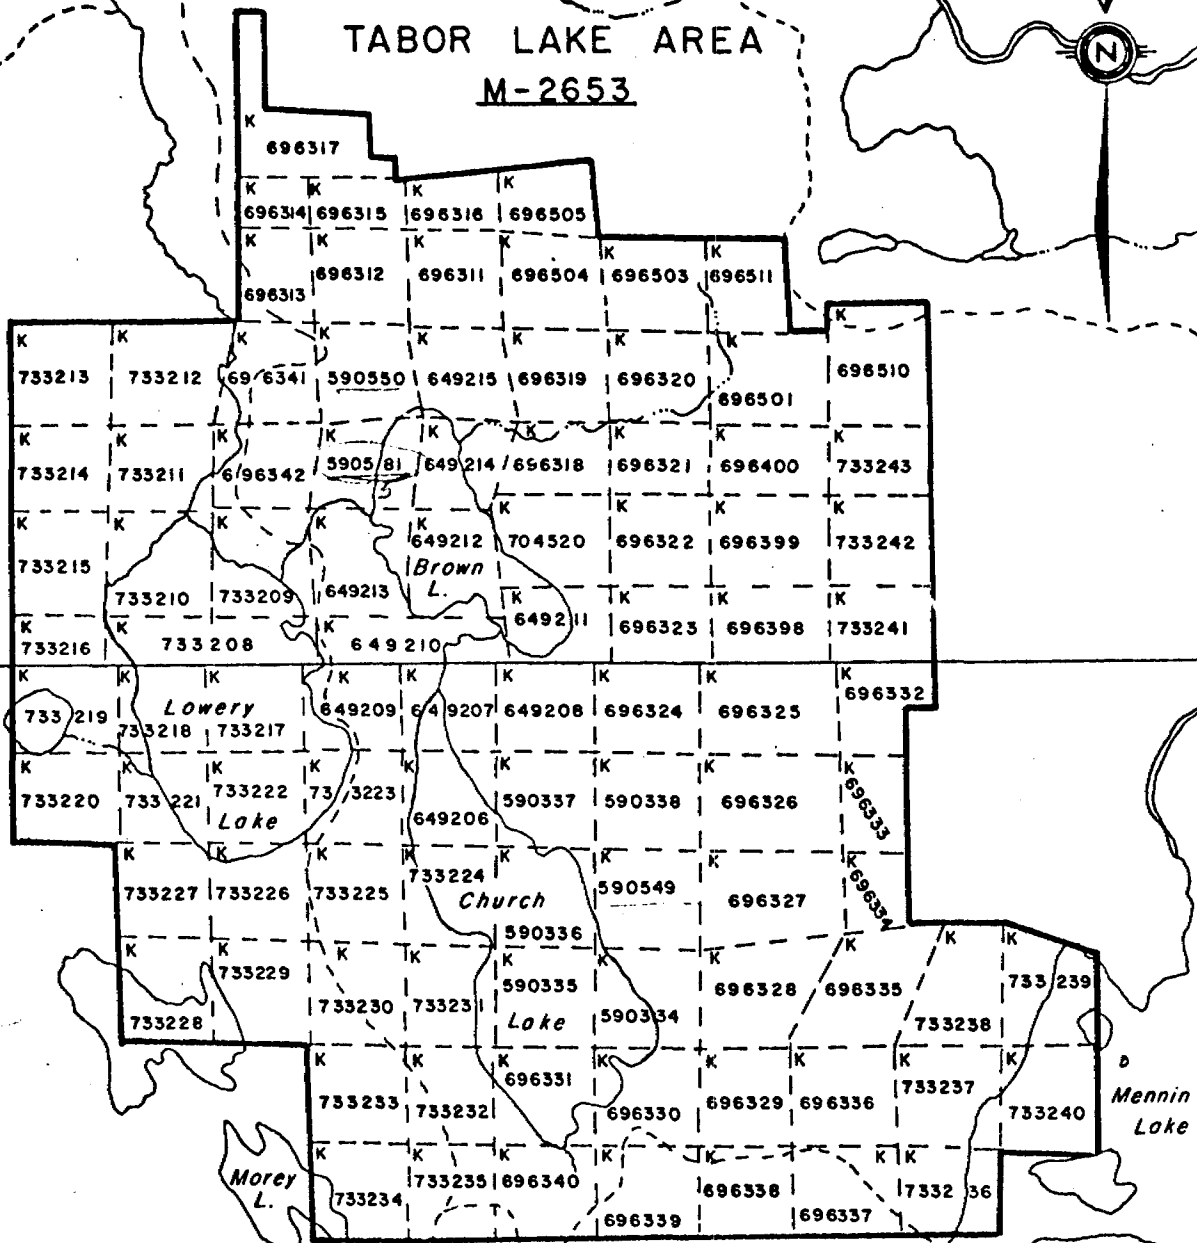 TABOR LAKE AREA
M-2653
N
K
696317
K K K K
696314 696315 696316 696505
K K K K K K
696312 696311 696504 696503 696511
696313
K
K K K K K K K K
733213 733212 696341 590550 649215 696319 696320 696510
696501
K K K K K K K K K
733214 733211 696342 590581 649214 696318 696321 696400 733243
K K K K K K K K K
733215 649212 704520 696322 696399 733242
Brown
L.
733210 733209 649213
K K K K
649211 696323 696398 733241
K K K
733216 733208 649210
K K K K K K K K K
696332
733219 Lowery 649209 649207 649208 696324 696325
733218 733217
K K K K K K K K K
733220 733221 733222 733223 590337 590338 696326 696333
Lake 649206
K K K K K K K
733227 733226 733225 733224 590549 696327 696334
Church
590336
K K K
K K K K K K
733229 590335 696328 696335 733239
733228 733230 733231 Lake 590334 733238
D
K K K K K K K
696331 733237
733233 733232 696330 696329 696336 733240
Mennin
Lake
K K K K K K
Morey
L.
733234 733235 696340 696338 733236
696339 696337